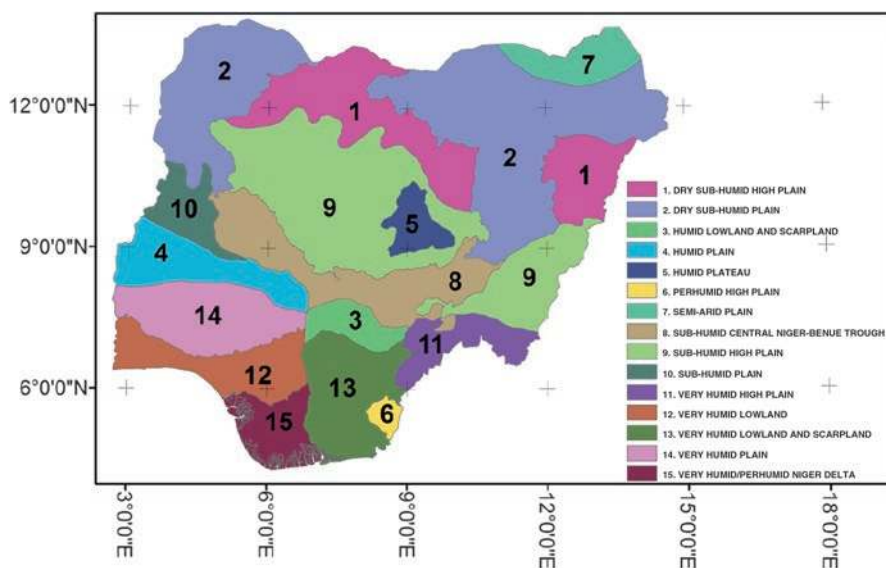 2
7
12°0'0"N
1
2
1
9
10
5
9°0'0"N
4
8
9
14
3
11
12
13
6°0'0"N
6
15
1. DRY SUB-HUMID HIGH PLAIN
2. DRY SUB-HUMID PLAIN
3. HUMID LOWLAND AND SCARPLAND
4. HUMID PLAIN
5. HUMID PLATEAU
6. PERHUMID HIGH PLAIN
7. SEMI-ARID PLAIN
8. SUB-HUMID CENTRAL NIGER-BENUE TROUGH
9. SUB-HUMID HIGH PLAIN
10. SUB-HUMID PLAIN
11. VERY HUMID HIGH PLAIN
12. VERY HUMID LOWLAND
13. VERY HUMID LOWLAND AND SCARPLAND
14. VERY HUMID PLAIN
15. VERY HUMID/PERHUMID NIGER DELTA
3°0'0"E
6°0'0"E
9°0'0"E
12°0'0"E
15°0'0"E
18°0'0"E